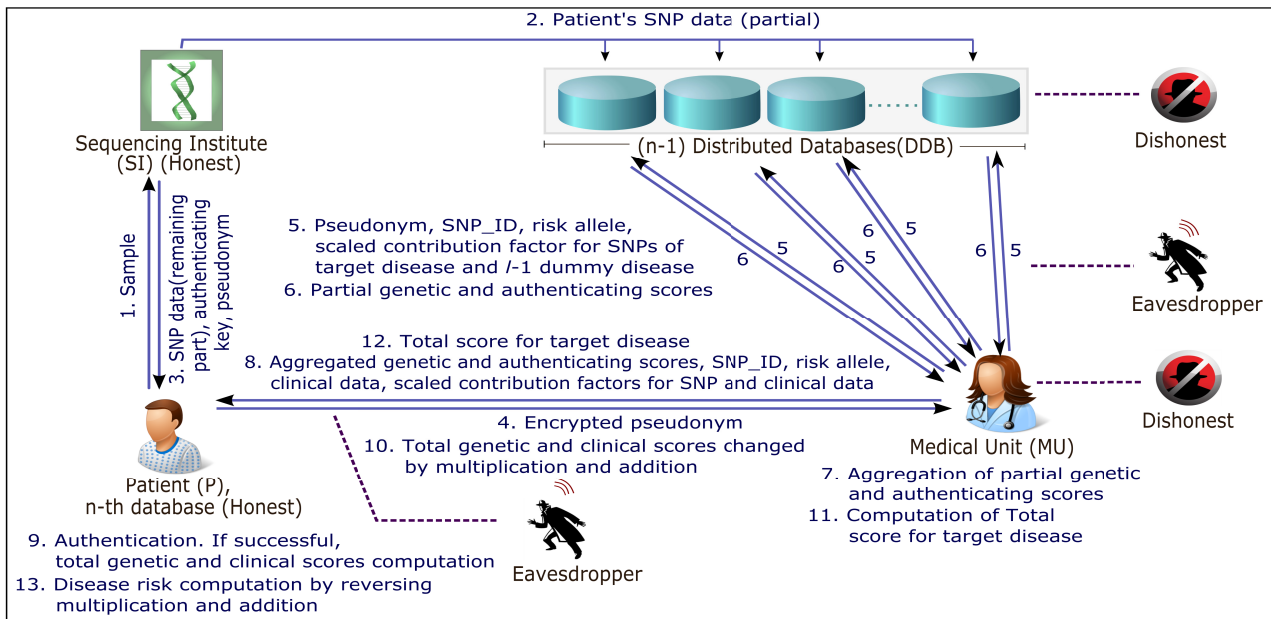 2. Patient's SNP data (partial)
Sequencing Institute
(SI) (Honest)
(n-1) Distributed Databases(DDB)
Dishonest
1. Sample
3. SNP data(remaining
part), authenticating
key, pseudonym
5. Pseudonym, SNP_ID, risk allele,
scaled contribution factor for SNPs of
target disease and l-1 dummy disease
6. Partial genetic and authenticating scores
6
5
6
5
6
5
6
5
Eavesdropper
12. Total score for target disease
8. Aggregated genetic and authenticating scores, SNP_ID, risk allele,
clinical data, scaled contribution factors for SNP and clinical data
4. Encrypted pseudonym
10. Total genetic and clinical scores changed
by multiplication and addition
Dishonest
Medical Unit (MU)
7. Aggregation of partial genetic
and authenticating scores
11. Computation of Total
score for target disease
Patient (P),
n-th database (Honest)
9. Authentication. If successful,
total genetic and clinical scores computation
13. Disease risk computation by reversing
multiplication and addition
Eavesdropper